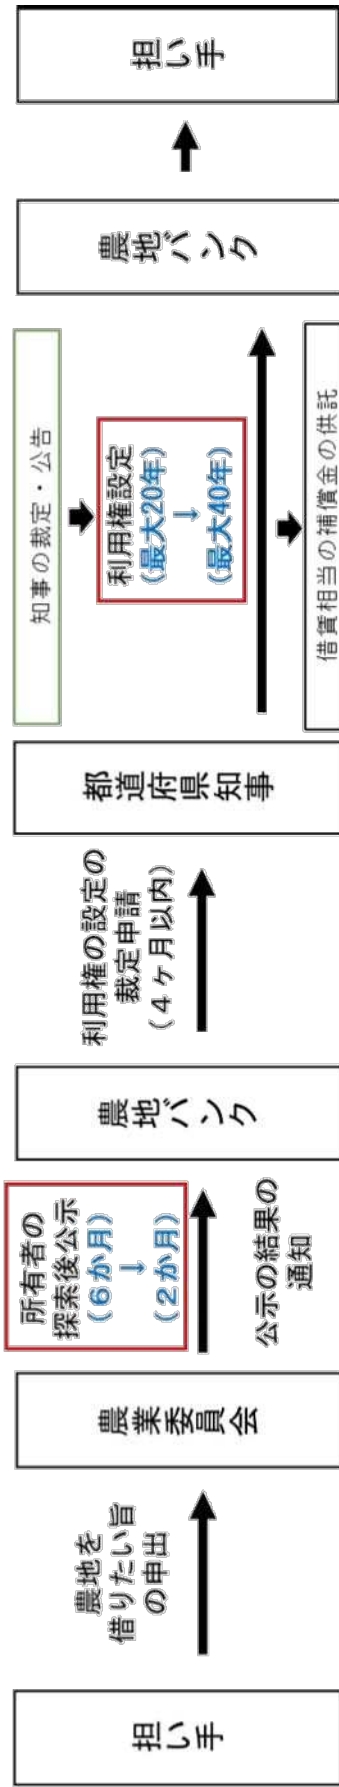 担い手
農地を
借りたい旨
の申出
農業委員会
所有者の
探索後公示
（６か月）
↓
（２か月）
公示の結果の
通知
農地バンク
利用権の設定の
裁定申請
（４ヶ月以内）
都道府県知事
知事の裁定・公告
利用権設定
（最大20年）
↓
（最大40年）
借賃相当の補償金の供託
農地バンク
担い手